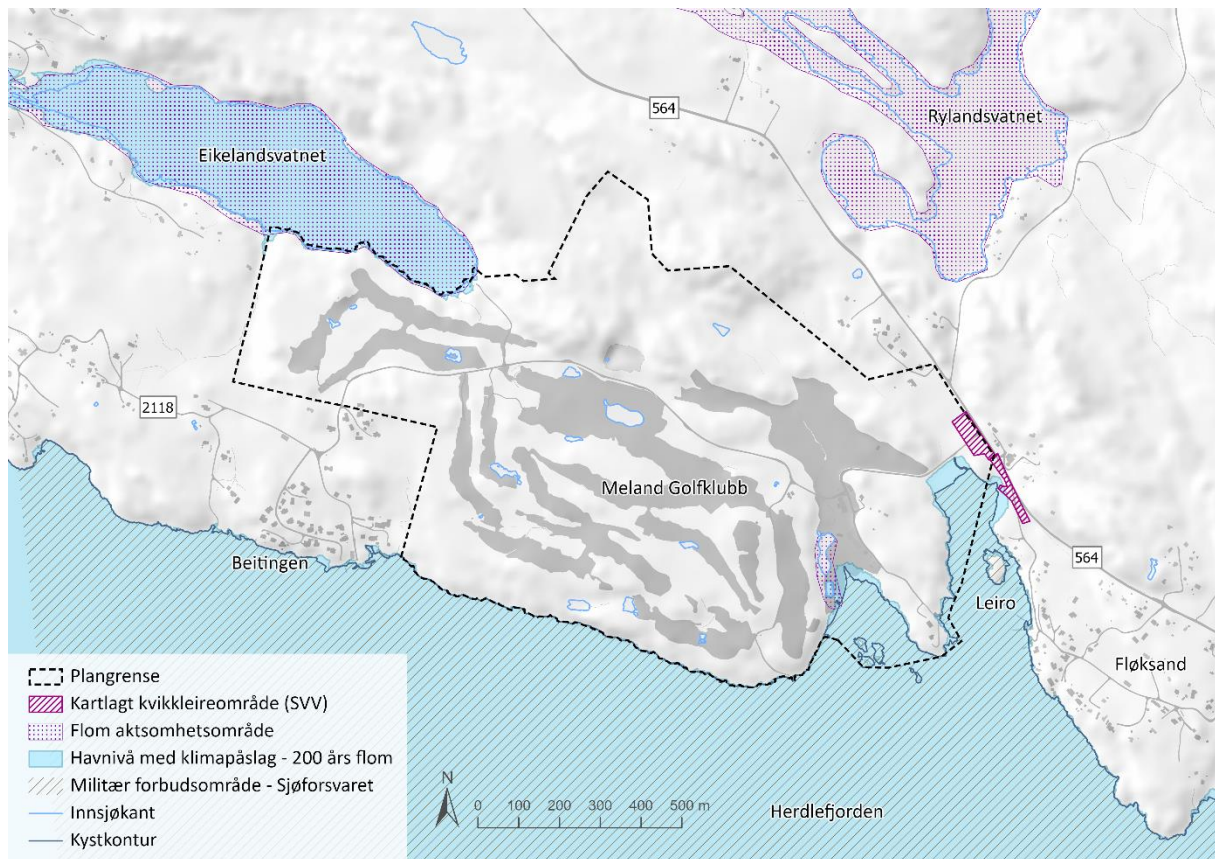 564
Rylandsvatnet
Eikelandsvatnet
2118
Meland Golfklubb
Beitingen
564
Leiro
Fløksand
Plangrense
Kartlagt kvikkleireområde (SVV)
Flom aktsomhetsområde
Havnivå med klimapåslag - 200 års flom
Militær forbudsområde - Sjøforsvaret
Innsjøkant
Kystkontur
N
0 100 200 300 400 500 m
Herdlefjorden